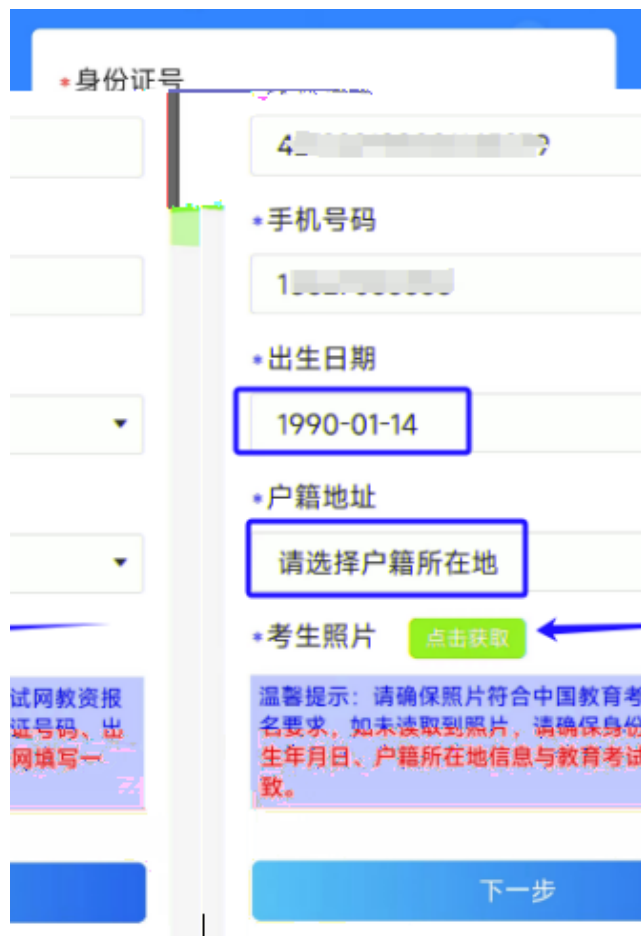 *身份证号
*手机号码
*出生日期
1990-01-14
*户籍地址
请选择户籍所在地
*考生照片 点击获取
试网教资报
证号码、出
网填写一
温馨提示：请确保照片符合中国教育考
名要求，如未读取到照片，请确保身份
生年月日、户籍所在地信息与教育考试
致。
下一步